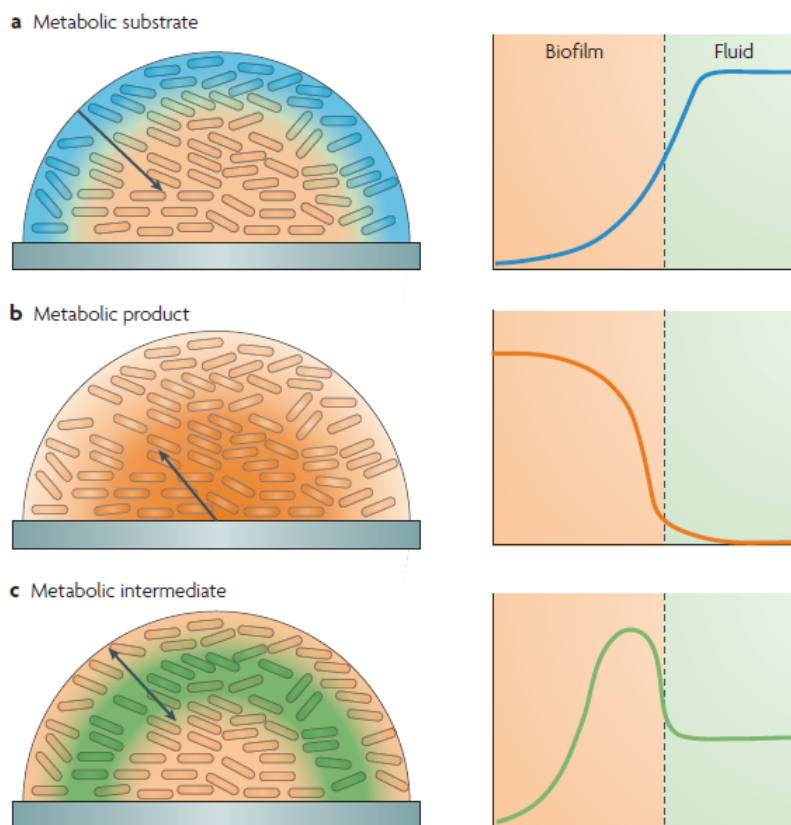 a Metabolic substrate
Biofilm Fluid
b Metabolic product
c Metabolic intermediate